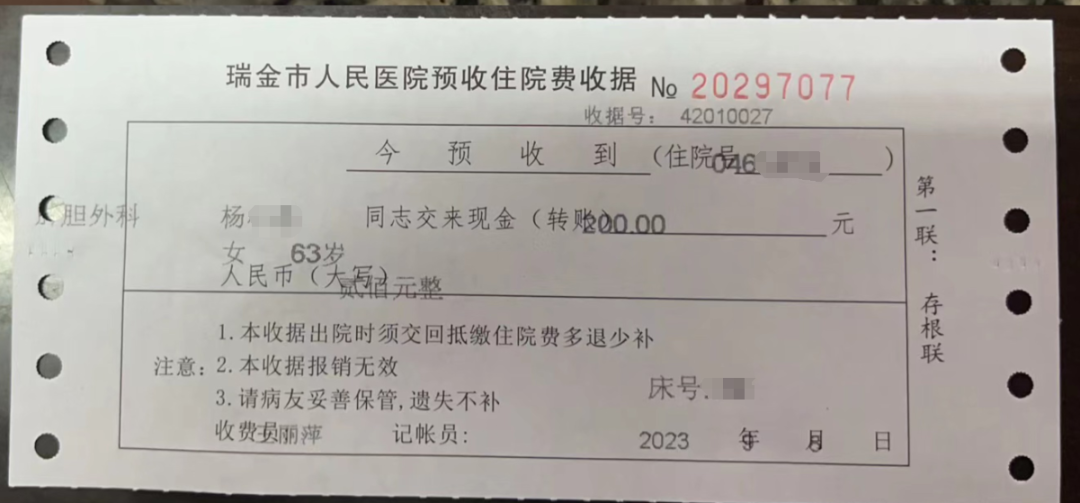 瑞金市人民医院预收住院费收据 № 20297077
收据号: 42010027
今 预 收 到 (住院号 046 )
胆外科 杨 同志交来现金(转账) 200.00 元
女 63岁
人民币(大写) 贰佰元整
1.本收据出院时须交回抵缴住院费多退少补
注意: 2.本收据报销无效
3.请病友妥善保管,遗失不补
床号.
收费员 丽萍 记帐员:
2023 年 9 月 8 日
第一联: 存根联